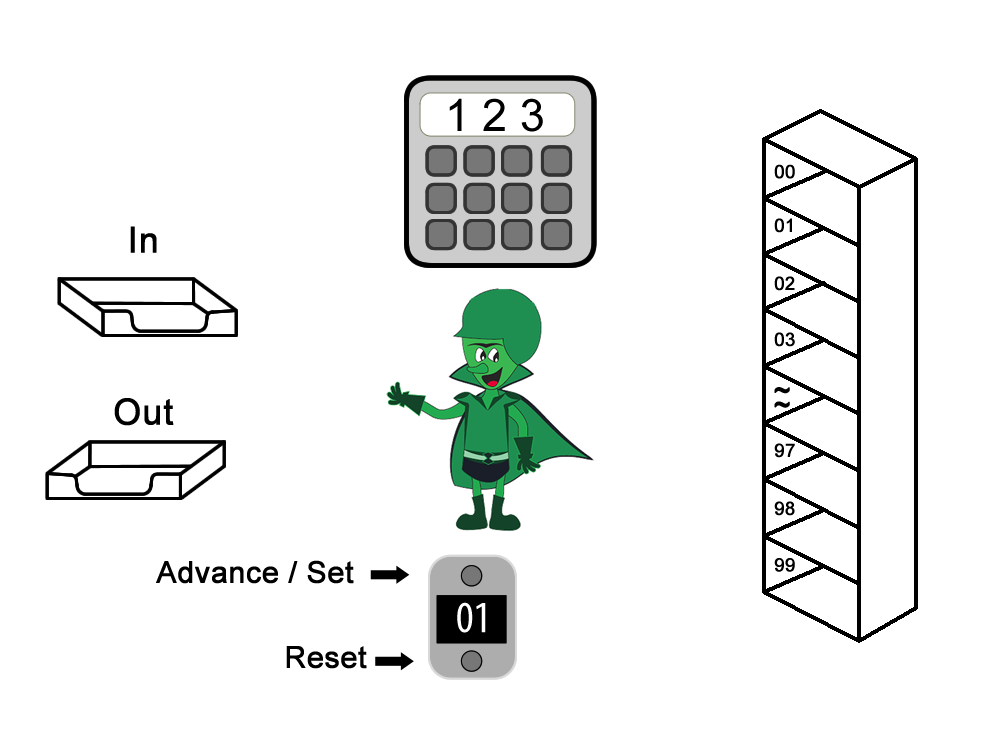 1 2 3
In
Out
Advance / Set
01
Reset
00
01
02
03
~
~
97
98
99